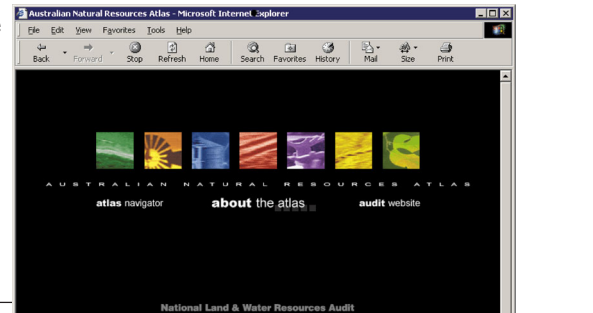 Australian Natural Resources Atlas - Microsoft Internet Explorer
File Edit View Favorites Tools Help
Back Forward Stop Refresh Home Search Favorites History Mail Size Print
AUSTRALIAN NATURAL RESOURCES ATLAS
atlas navigator about the atlas audit website
National Land & Water Resources Audit